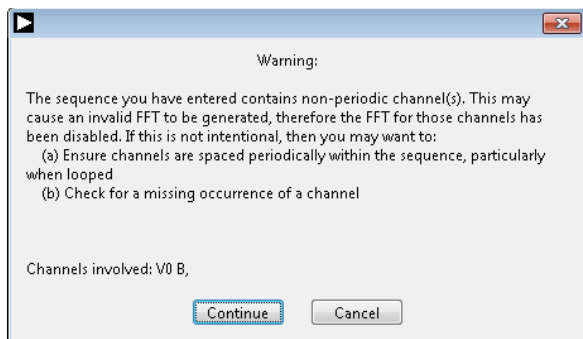 Warning:
The sequence you have entered contains non-periodic channel(s). This may
cause an invalid FFT to be generated, therefore the FFT for those channels has
been disabled. If this is not intentional, then you may want to:
(a) Ensure channels are spaced periodically within the sequence, particularly
when looped
(b) Check for a missing occurrence of a channel
Channels involved: V0 B,
Continue
Cancel